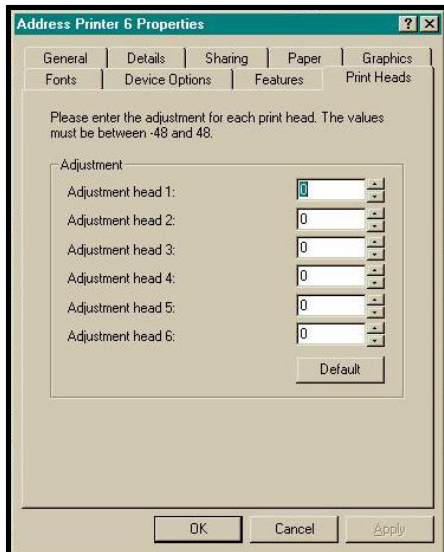 Address Printer 6 Properties
? ×
General Details Sharing Paper Graphics
Fonts Device Options Features Print Heads
Please enter the adjustment for each print head. The values
must be between -48 and 48.
Adjustment
Adjustment head 1: 0
Adjustment head 2: 0
Adjustment head 3: 0
Adjustment head 4: 0
Adjustment head 5: 0
Adjustment head 6: 0
Default
OK Cancel Apply